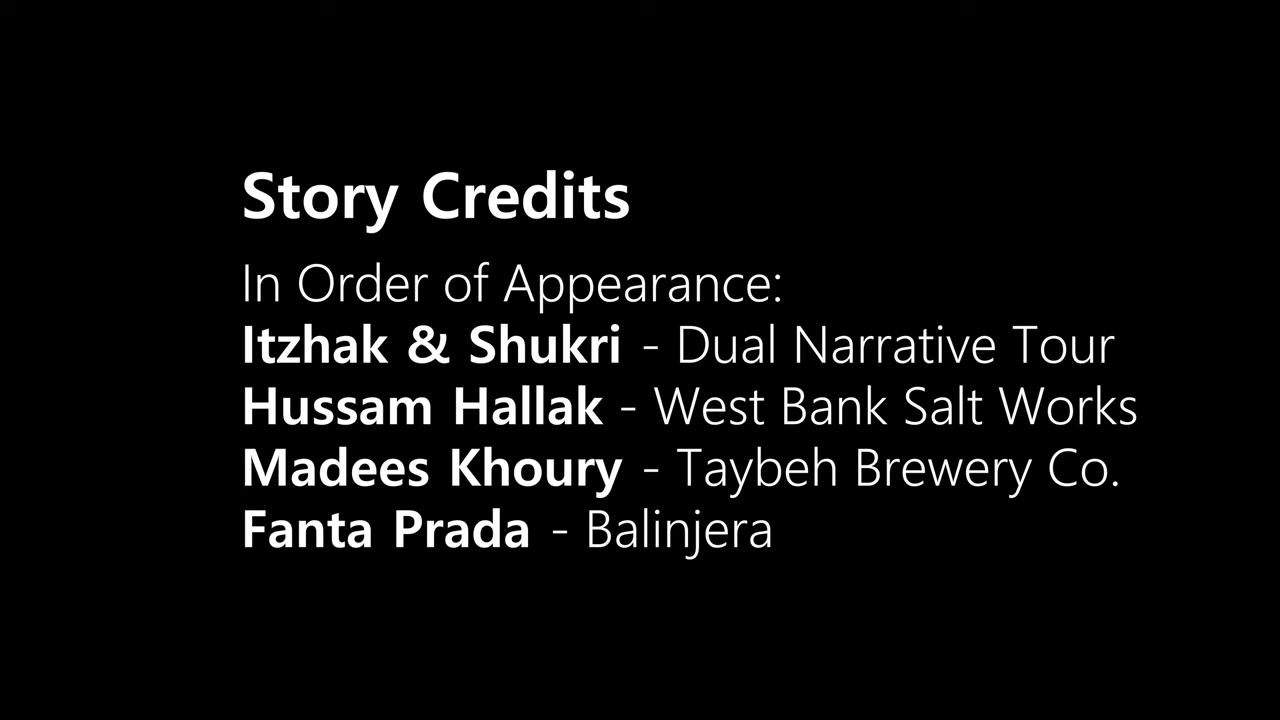 Story Credits
In Order of Appearance:
Itzhak & Shukri - Dual Narrative Tour
Hussam Hallak - West Bank Salt Works
Madees Khoury - Taybeh Brewery Co.
Fanta Prada - Balinjera